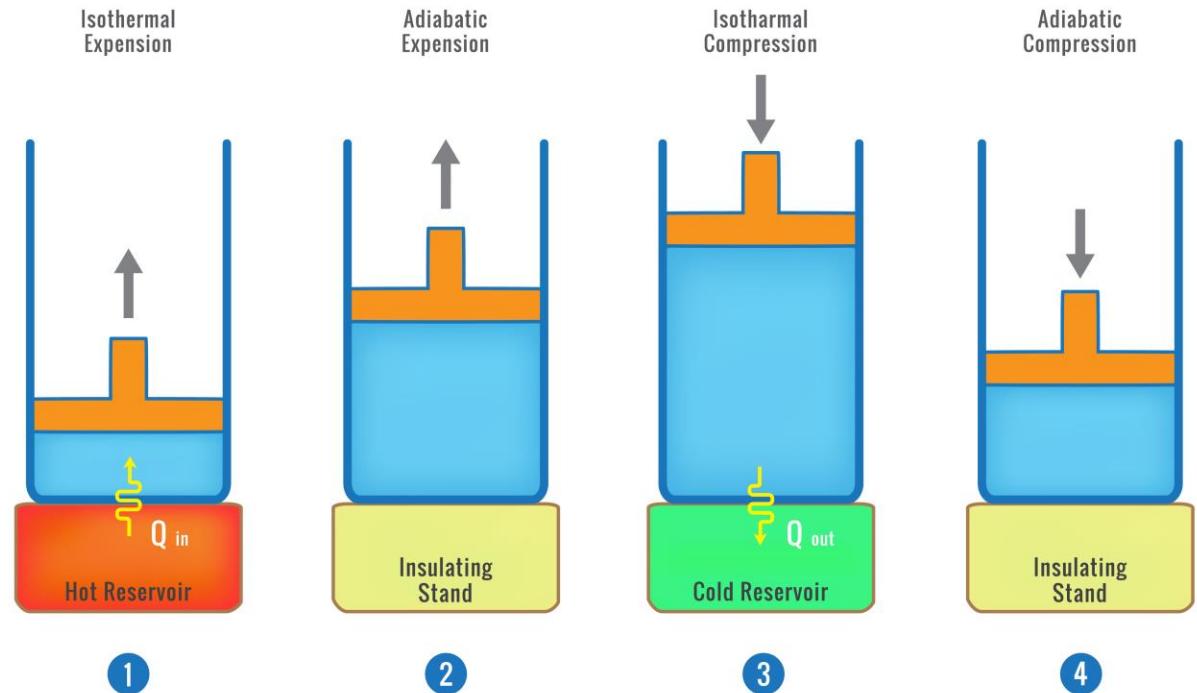 Isothermal
Expension
Adiabatic
Expension
Isotharmal
Compression
Adiabatic
Compression
Q in
Hot Reservoir
Insulating
Stand
Q out
Cold Reservoir
Insulating
Stand
1
2
3
4